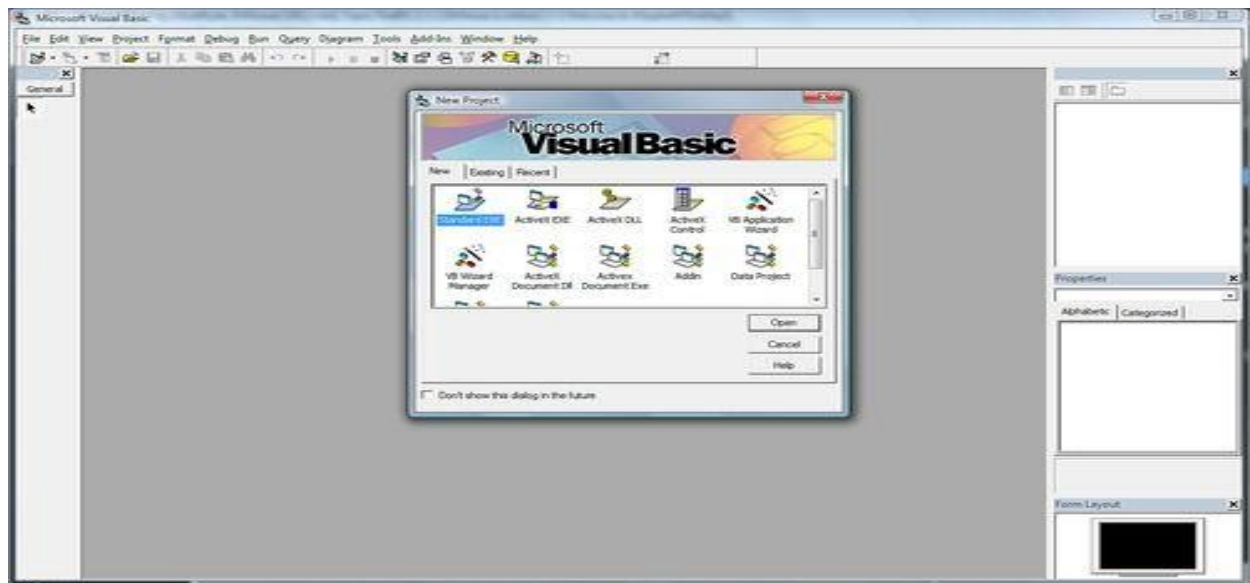 Microsoft Visual Basic
File Edit View Project Format Debug Run Query Diagram Tools Add-Ins Window Help
General
New Project
Microsoft
Visual Basic
New Existing Recent
Standard EXE ActiveX EXE ActiveX DLL ActiveX Control VB Application Wizard
VB Wizard Manager ActiveX Document Dll Activex Document Exe Addin Data Project
Open
Cancel
Help
Don't show this dialog in the future
Properties
Alphabetic Categorized
Form Layout